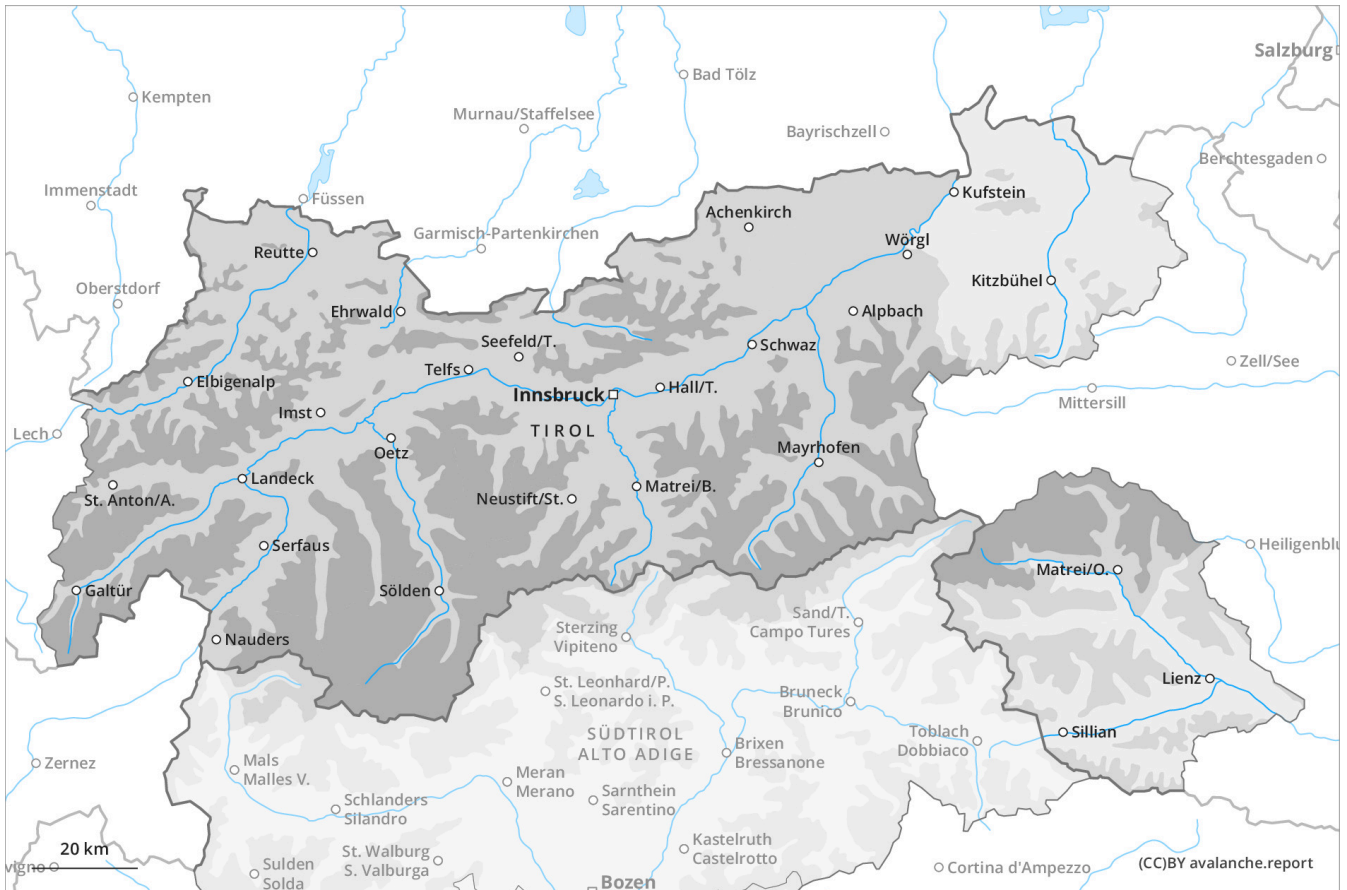 Salzburg
Bad Tölz
Kempten
Murnau/Staffelsee
Bayrischzell
Berchtesgaden
Immenstadt
Füssen
Kufstein
Achenkirch
Garmisch-Partenkirchen
Wörgl
Reutte
Kitzbühel
Oberstdorf
Ehrwald
Alpbach
Seefeld/T.
Schwaz
Telfs
Zell/See
Elbigenalp
Innsbruck
Hall/T.
Mittersill
Imst
Lech
TIROL
Oetz
Mayrhofen
Landeck
St. Anton/A.
Neustift/St.
Matrei/B.
Serfaus
Heiligenblu
Matrei/O.
Galtür
Sölden
Sand/T.
Campo Tures
Nauders
Sterzing
Vipiteno
Lienz
St. Leonhard/P.
S. Leonardo i. P.
Bruneck
Brunico
SÜDTIROL
ALTO ADIGE
Toblach
Dobbiaco
Sillian
Brixen
Bressanone
Zernez
Mals
Malles V.
Meran
Merano
Sarnthein
Sarentino
Schlanders
Silandro
Kastelruth
Castelrotto
20 km
St. Walburg
S. Valburga
vigno
Sulden
Solda
Cortina d'Ampezzo
(CC)BY avalanche.report
Bozen